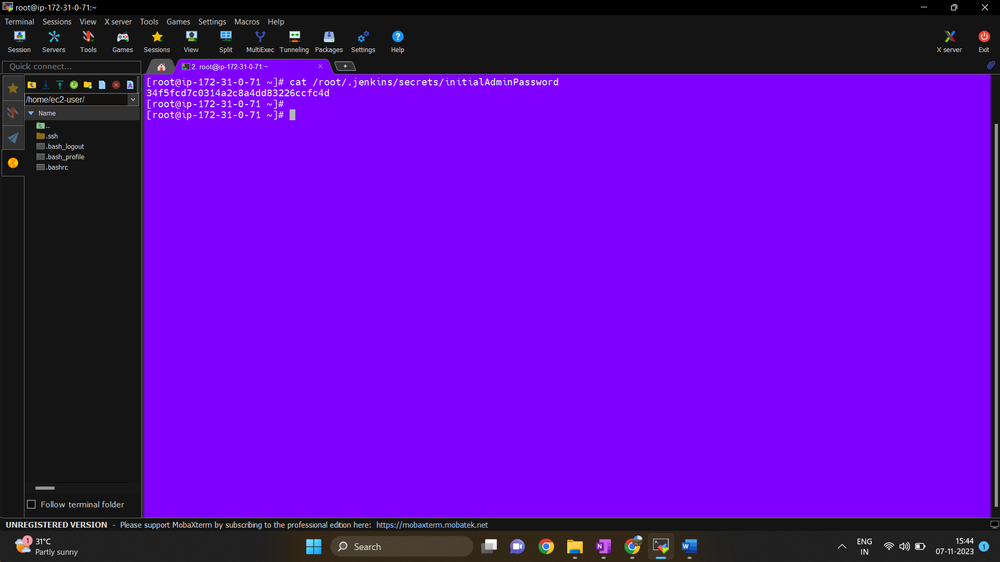 root@ip-172-31-0-71:~
Terminal Sessions View X server Tools Games Settings Macros Help
Session Servers Tools Games Sessions View Split MultiExec Tunneling Packages Settings Help X server Exit
Quick connect...
2. root@ip-172-31-0-71:~
[root@ip-172-31-0-71 ~]# cat /root/.jenkins/secrets/initialAdminPassword
34f5fcd7c0314a2c8a4dd83226ccfc4d
[root@ip-172-31-0-71 ~]#
[root@ip-172-31-0-71 ~]#
/home/ec2-user/
Name
..
.ssh
.bash_logout
.bash_profile
.bashrc
Follow terminal folder
UNREGISTERED VERSION - Please support MobaXterm by subscribing to the professional edition here: https://mobaxterm.mobatek.net
1
31°C
Partly sunny
Search
ENG
IN
15:44
07-11-2023
1